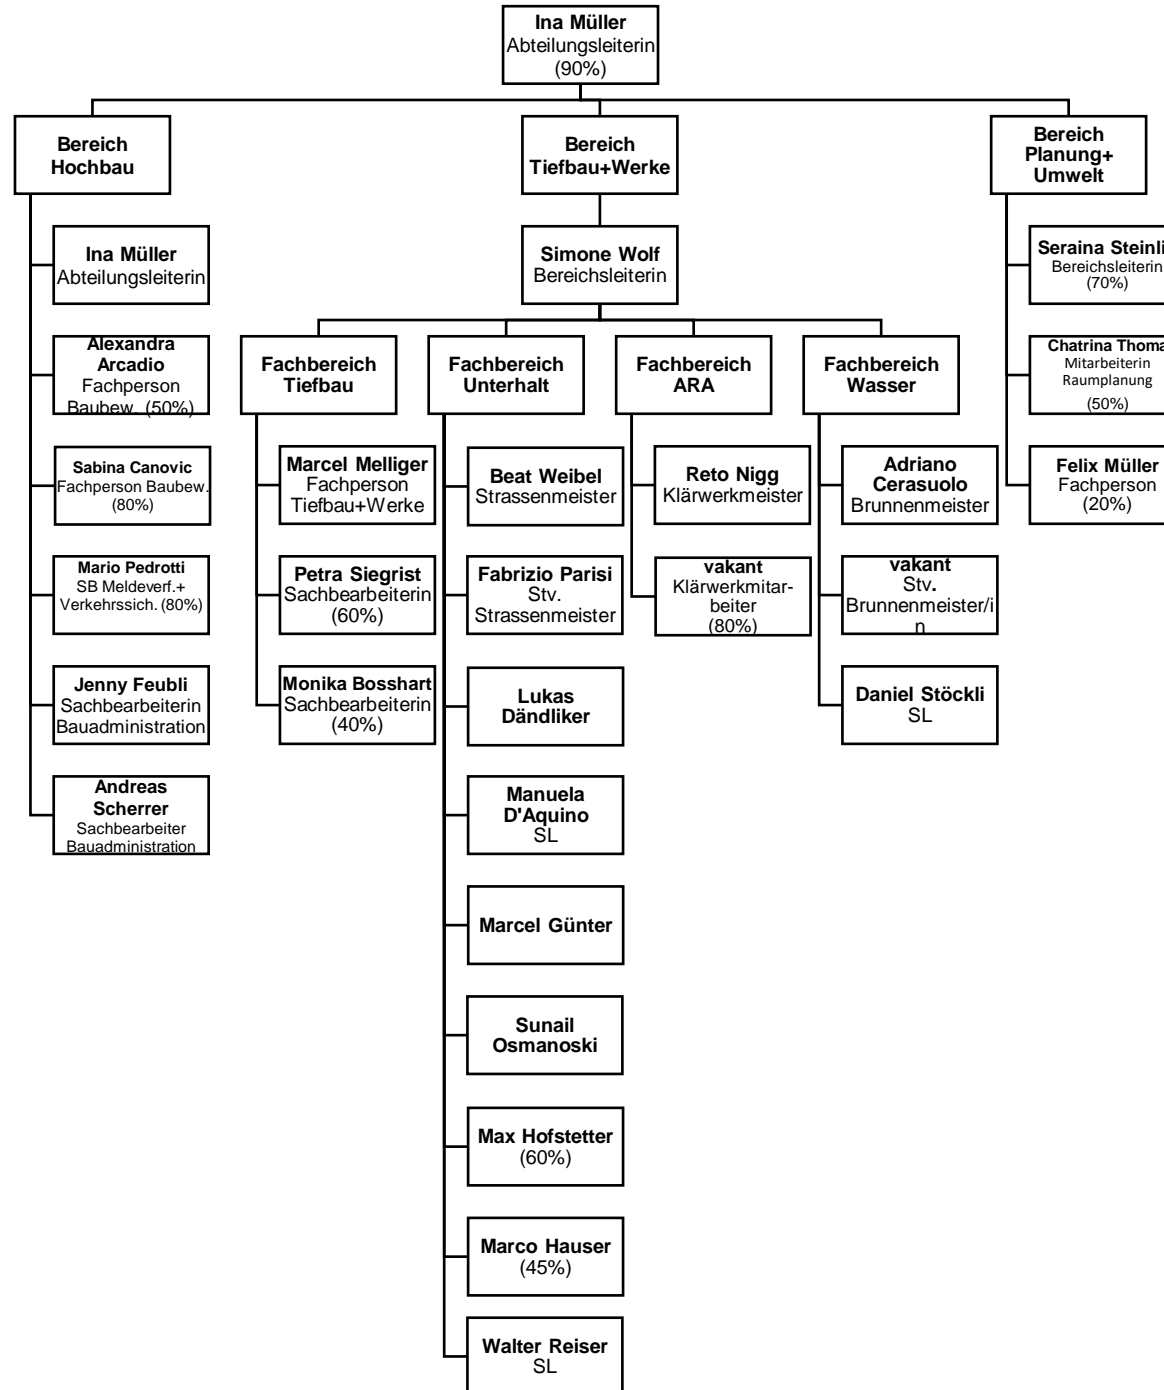 Ina Müller
Abteilungsleiterin
(90%)
Bereich
Hochbau
Bereich
Tiefbau+Werke
Bereich
Planung+
Umwelt
Ina Müller
Abteilungsleiterin
Simone Wolf
Bereichsleiterin
Seraina Steinli
Bereichsleiterin
(70%)
Alexandra
Arcadio
Fachperson
Baubew. (50%)
Fachbereich
Tiefbau
Fachbereich
Unterhalt
Fachbereich
ARA
Fachbereich
Wasser
Chatrina Thoma
Mitarbeiterin
Raumplanung
(50%)
Sabina Canovic
Fachperson Baubew.
(80%)
Marcel Melliger
Fachperson
Tiefbau+Werke
Beat Weibel
Strassenmeister
Reto Nigg
Klärwerkmeister
Adriano
Cerasuolo
Brunnenmeister
Felix Müller
Fachperson
(20%)
Mario Pedrotti
SB Meldeverf.+
Verkehrssich. (80%)
Petra Siegrist
Sachbearbeiterin
(60%)
Fabrizio Parisi
Stv.
Strassenmeister
vakant
Klärwerkmitar-
beiter
(80%)
vakant
Stv.
Brunnenmeister/i
n
Jenny Feubli
Sachbearbeiterin
Bauadministration
Monika Bosshart
Sachbearbeiterin
(40%)
Lukas
Dändliker
Daniel Stöckli
SL
Andreas
Scherrer
Sachbearbeiter
Bauadministration
Manuela
D'Aquino
SL
Marcel Günter
Sunail
Osmanoski
Max Hofstetter
(60%)
Marco Hauser
(45%)
Walter Reiser
SL